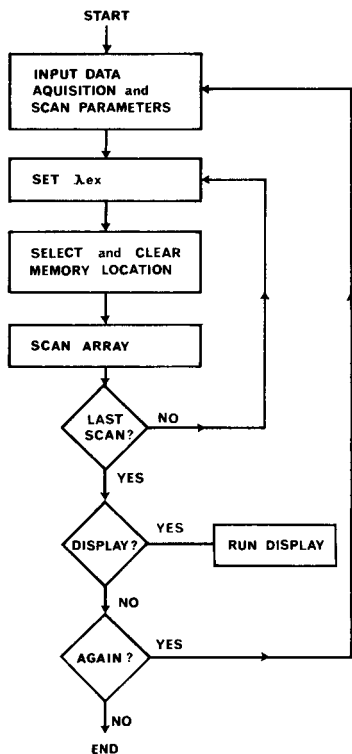 START
INPUT DATA
AQUISITION and
SCAN PARAMETERS
SET λex
SELECT and CLEAR
MEMORY LOCATION
SCAN ARRAY
LAST
SCAN?
NO
YES
DISPLAY?
YES
RUN DISPLAY
NO
AGAIN?
YES
NO
END